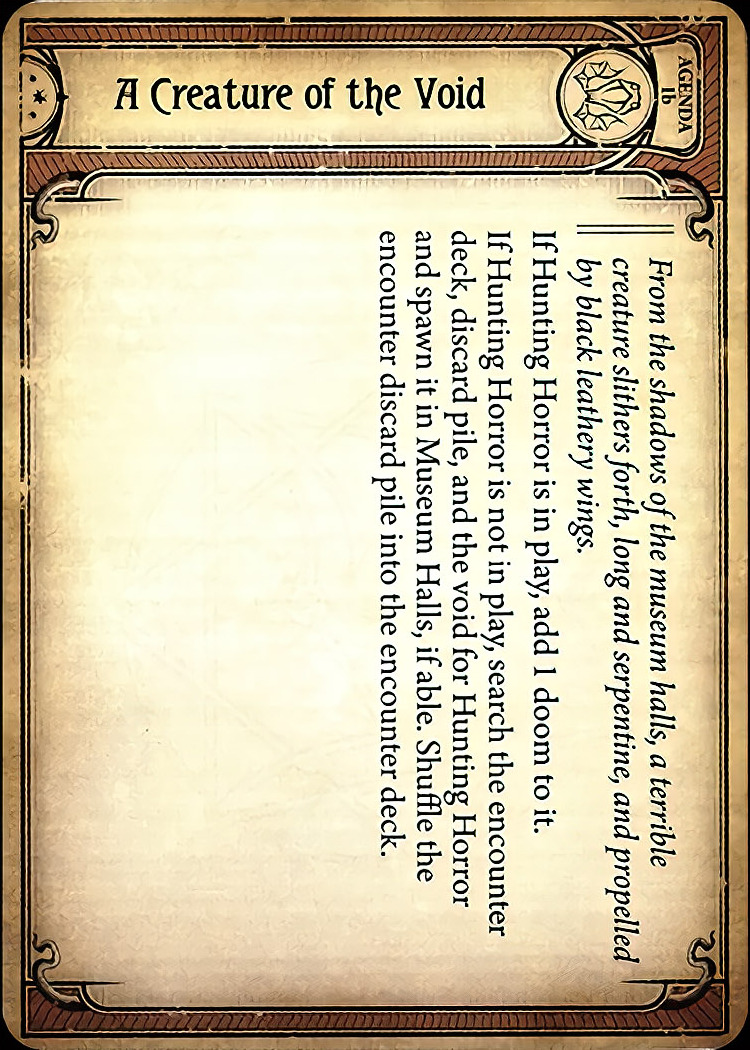 AGENDA
1b
A Creature of the Void
From the shadows of the museum halls, a terrible
creature slithers forth, long and serpentine, and propelled
by black leathery wings.
If Hunting Horror is in play, add 1 doom to it.
If Hunting Horror is not in play, search the encounter
deck, discard pile, and the void for Hunting Horror
and spawn it in Museum Halls, if able. Shuffle the
encounter discard pile into the encounter deck.